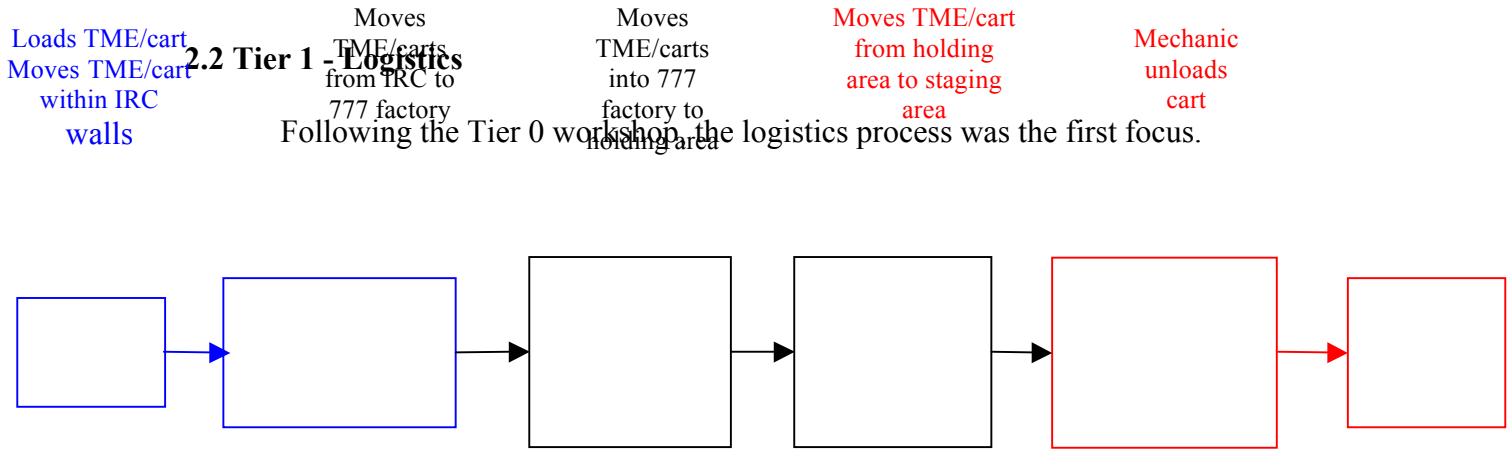 Loads TME/cart
Moves TME/cart
within IRC
walls
2.2 Tier 1 - Logistics
Moves
TME/carts
from IRC to
777 factory
Moves
TME/carts
into 777
factory to
holding area
Moves TME/cart
from holding
area to staging
area
Mechanic
unloads
cart
Following the Tier 0 workshop, the logistics process was the first focus.